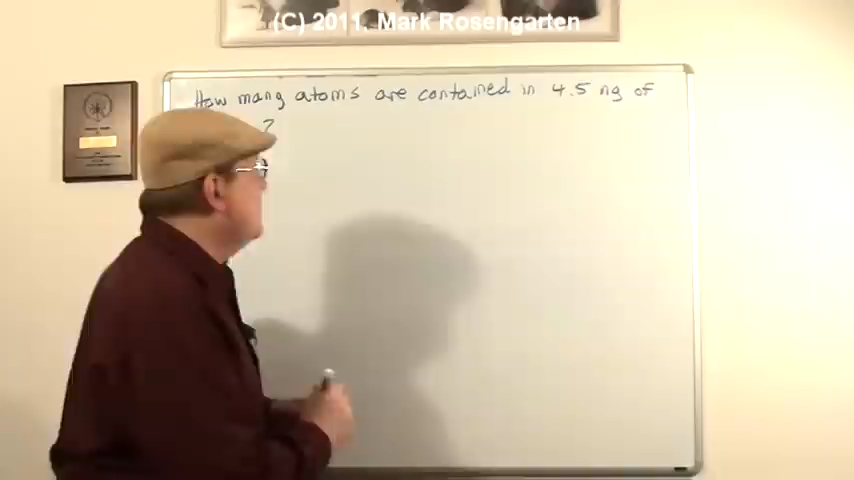 (C) 2011, Mark Rosengarten
How many atoms are contained in 4.5 ng of
?